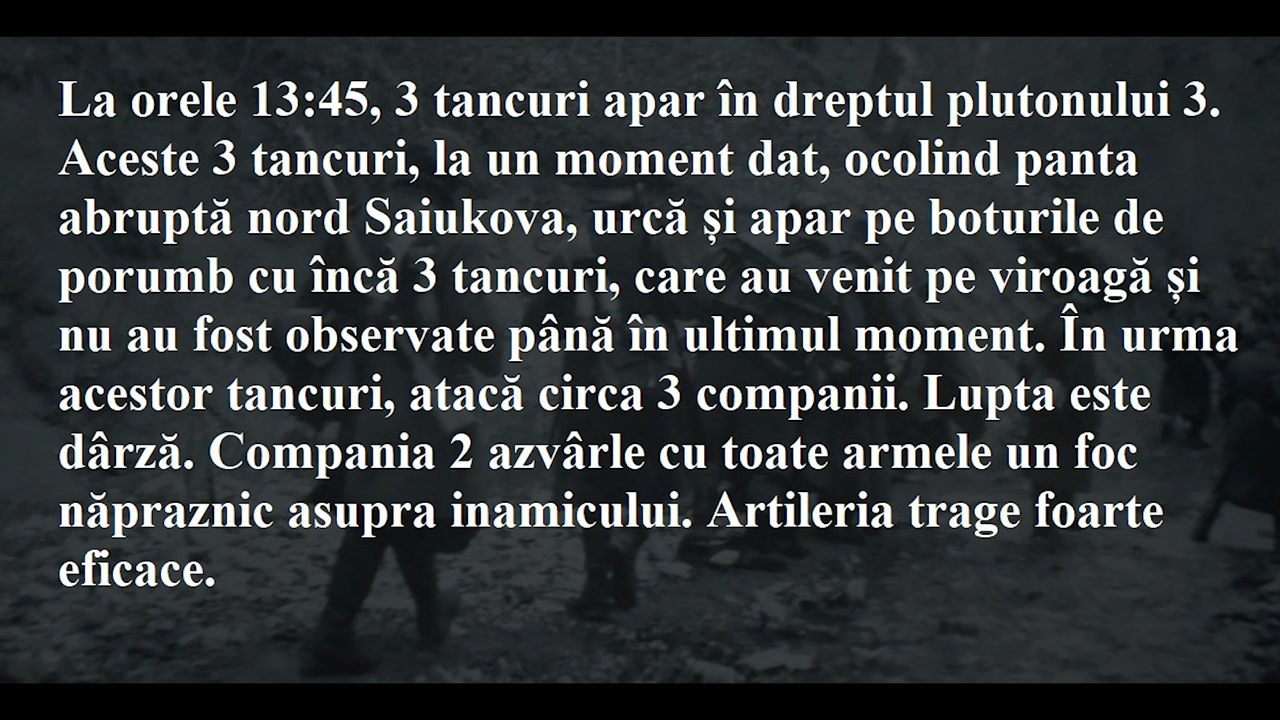 La orele 13:45, 3 tancuri apar în dreptul plutonului 3.
Aceste 3 tancuri, la un moment dat, ocolind panta
abruptă nord Saiukova, urcă și apar pe boturile de
porumb cu încă 3 tancuri, care au venit pe viroagă și
nu au fost observate până în ultimul moment. În urma
acestor tancuri, atacă circa 3 companii. Lupta este
dârză. Compania 2 azvârle cu toate armele un foc
năpraznic asupra inamicului. Artileria trage foarte
eficace.